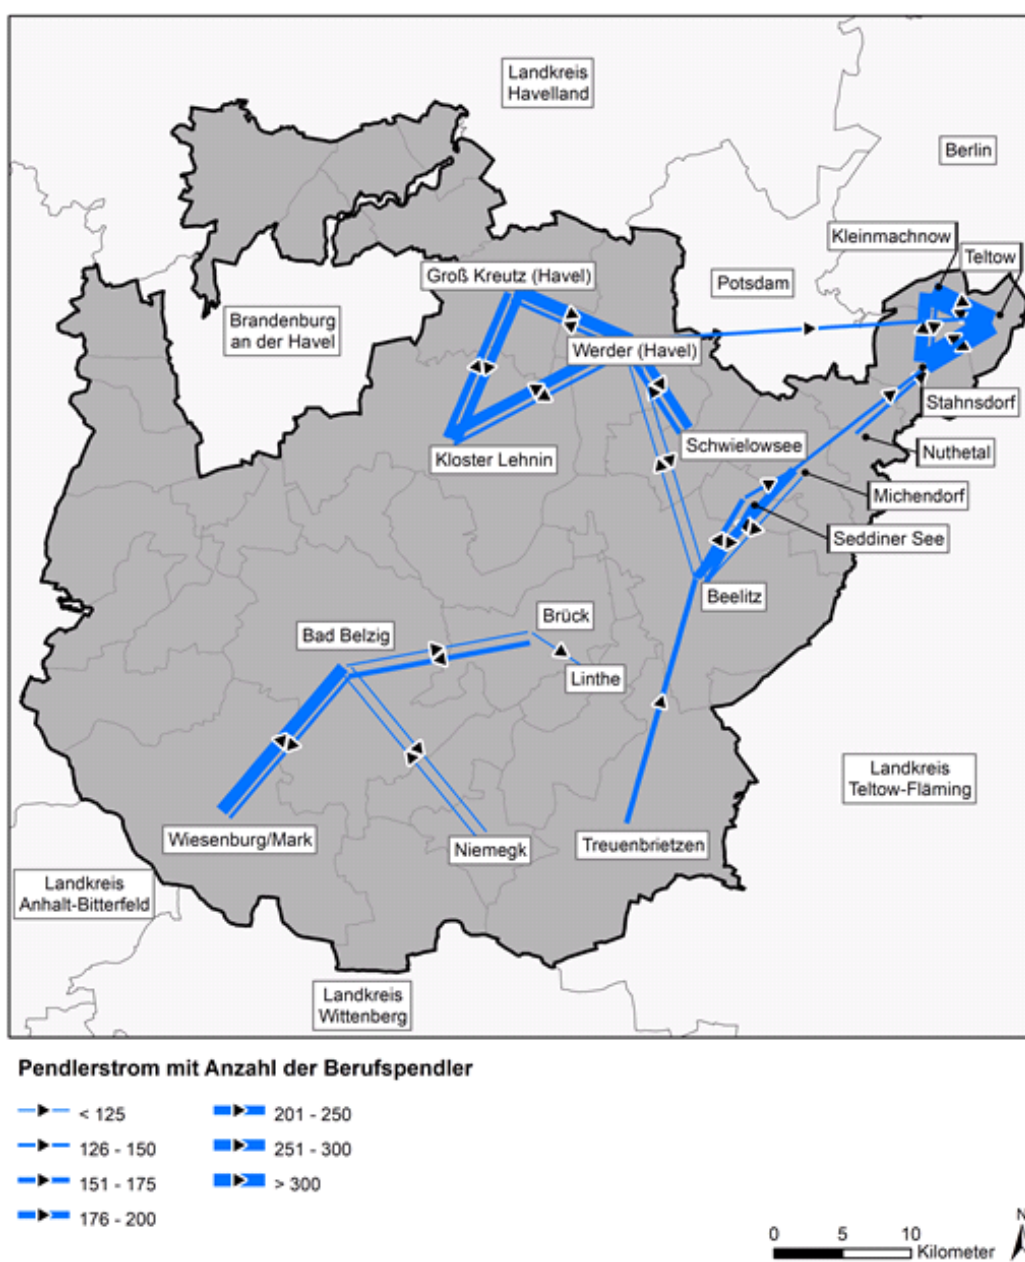 Landkreis
Havelland
Berlin
Kleinmachnow
Teltow
Groß Kreutz (Havel)
Potsdam
Brandenburg
an der Havel
Werder (Havel)
Stahnsdorf
Schwielowsee
Nuthetal
Kloster Lehnin
Michendorf
Seddiner See
Beelitz
Brück
Bad Belzig
Linthe
Landkreis
Teltow-Fläming
Wiesenburg/Mark
Niemegk
Treuenbrietzen
Landkreis
Anhalt-Bitterfeld
Landkreis
Wittenberg
Pendlerstrom mit Anzahl der Berufspendler
< 125
126 - 150
151 - 175
176 - 200
201 - 250
251 - 300
> 300
N
0 5 10
Kilometer